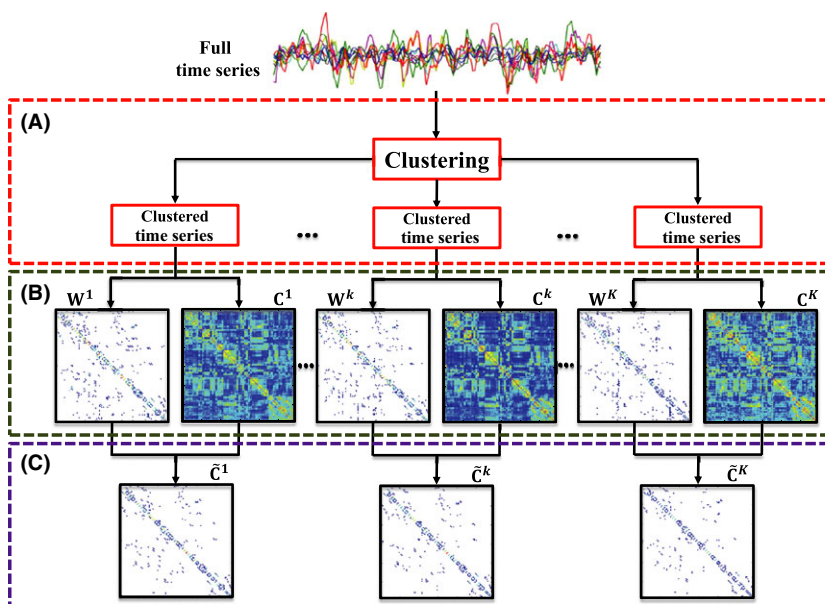 Full
time series
(A)
Clustering
Clustered
time series
...
Clustered
time series
...
Clustered
time series
(B)
W¹
C¹
Wᵏ
Cᵏ
Wᴷ
Cᴷ
...
...
(C)
C̃¹
C̃ᵏ
C̃ᴷ